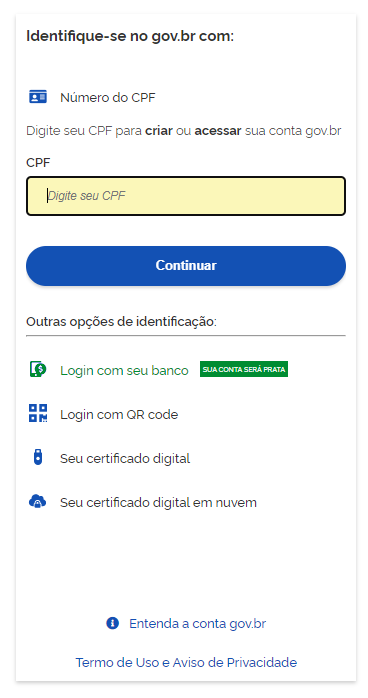 Identifique-se no gov.br com:
Número do CPF
Digite seu CPF para criar ou acessar sua conta gov.br
CPF
Digite seu CPF
Continuar
Outras opções de identificação:
Login com seu banco SUA CONTA SERÁ PRATA
Login com QR code
Seu certificado digital
Seu certificado digital em nuvem
Entenda a conta gov.br
Termo de Uso e Aviso de Privacidade